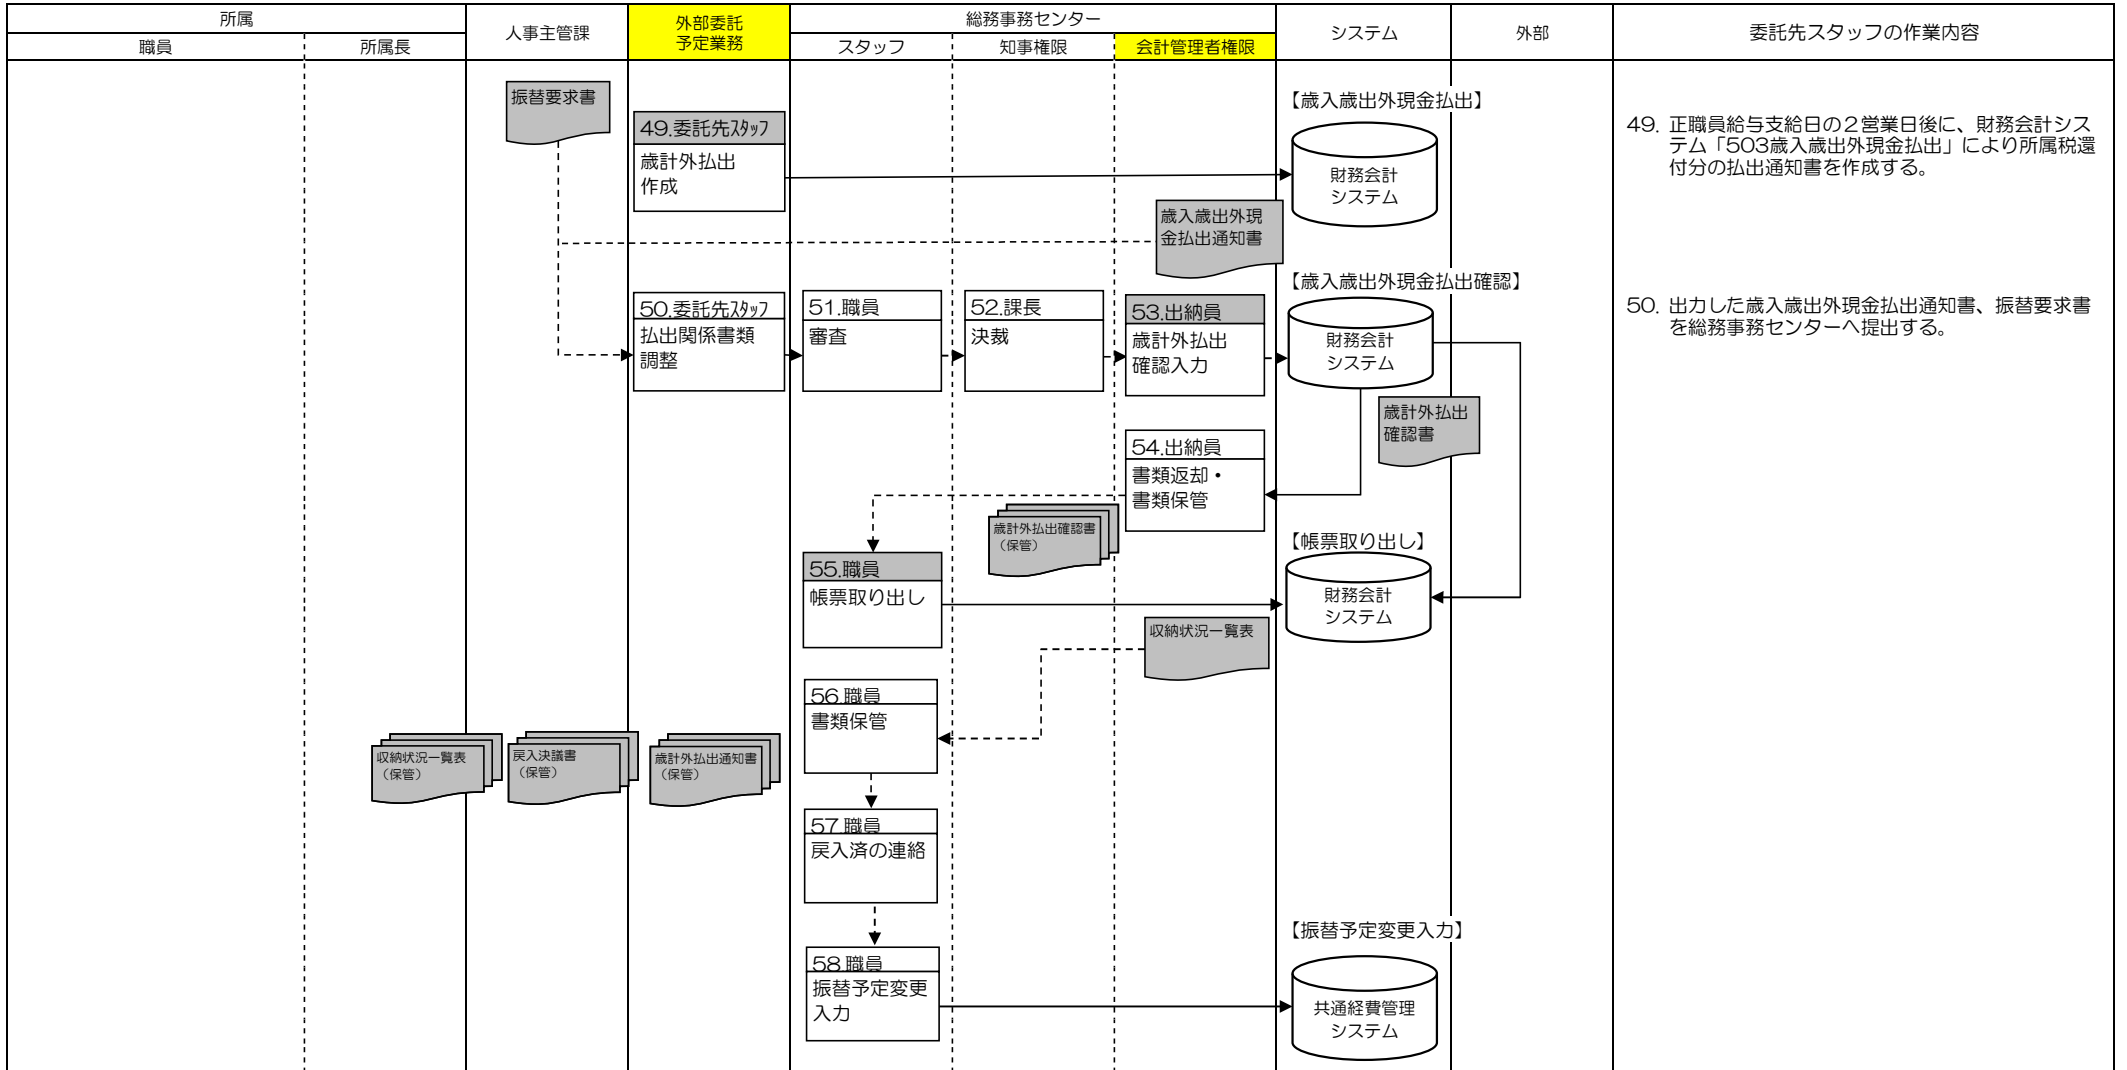 所属
人事主管課
外部委託
予定業務
総務事務センター
システム
外部
委託先スタッフの作業内容
職員
所属長
スタッフ
知事権限
会計管理者権限
振替要求書
49.委託先ｽﾀｯﾌ
歳計外払出
作成
【歳入歳出外現金払出】
財務会計
システム
49. 正職員給与支給日の２営業日後に、財務会計シス
テム「503歳入歳出外現金払出」により所属税還
付分の払出通知書を作成する。
歳入歳出外現
金払出通知書
【歳入歳出外現金払出確認】
50.委託先ｽﾀｯﾌ
払出関係書類
調整
51.職員
審査
52.課長
決裁
53.出納員
歳計外払出
確認入力
財務会計
システム
50. 出力した歳入歳出外現金払出通知書、振替要求書
を総務事務センターへ提出する。
歳計外払出
確認書
54.出納員
書類返却・
書類保管
歳計外払出確認書
（保管）
【帳票取り出し】
55.職員
帳票取り出し
財務会計
システム
収納状況一覧表
56.職員
書類保管
収納状況一覧表
（保管）
戻入決議書
（保管）
歳計外払出通知書
（保管）
57.職員
戻入済の連絡
【振替予定変更入力】
58.職員
振替予定変更
入力
共通経費管理
システム